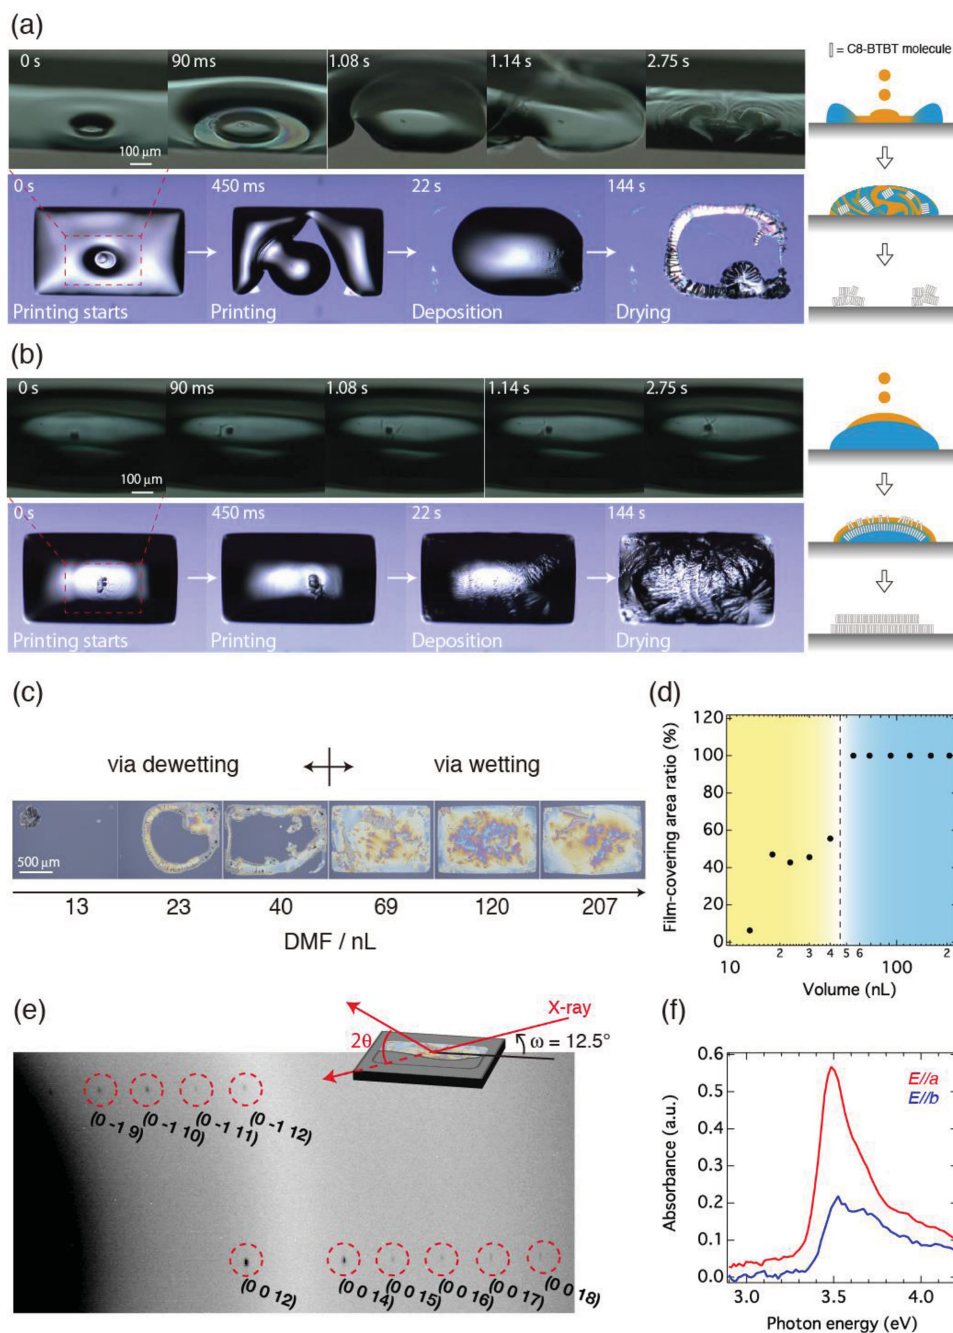 (a)
0 s
90 ms
1.08 s
1.14 s
2.75 s
= C8-BTBT molecule
100 μm
0 s
450 ms
22 s
144 s
Printing starts
Printing
Deposition
Drying
(b)
0 s
90 ms
1.08 s
1.14 s
2.75 s
100 μm
0 s
450 ms
22 s
144 s
Printing starts
Printing
Deposition
Drying
(c)
via dewetting
via wetting
500 μm
13
23
40
69
120
207
DMF / nL
(d)
Film-covering area ratio (%)
120
100
80
60
40
20
0
10
2
3
4
5
6
100
2
Volume (nL)
(e)
X-ray
2θ
ω = 12.5°
(0 -1 9)
(0 -1 10)
(0 -1 11)
(0 -1 12)
(0 0 12)
(0 0 14)
(0 0 15)
(0 0 16)
(0 0 17)
(0 0 18)
(f)
Absorbance (a.u.)
0.6
0.5
0.4
0.3
0.2
0.1
0.0
E//a
E//b
3.0
3.5
4.0
Photon energy (eV)